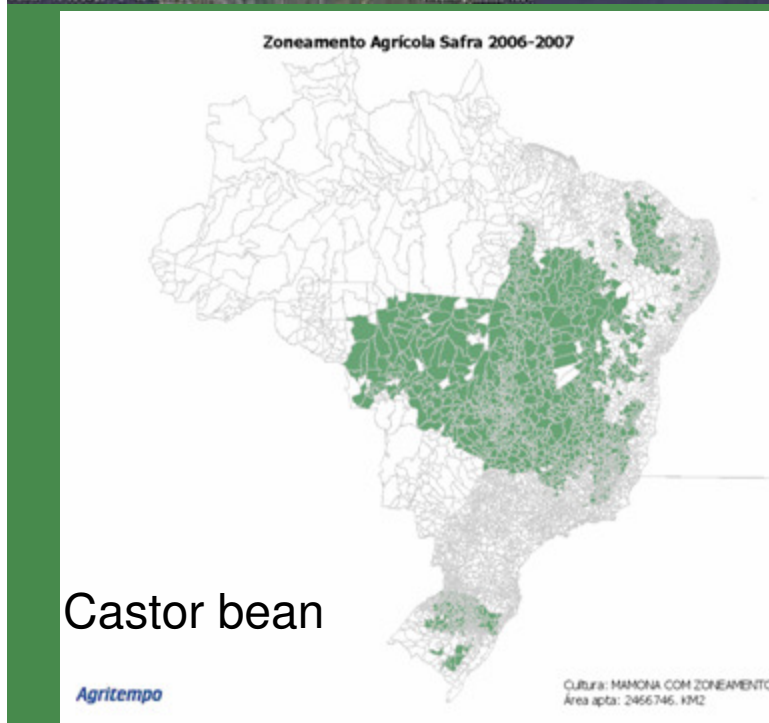 Zoneamento Agrícola Safra 2006-2007
Castor bean
Agritempo
Cultura: MAMONA COM ZONEAMENTO
Área apta: 2466746. KM2